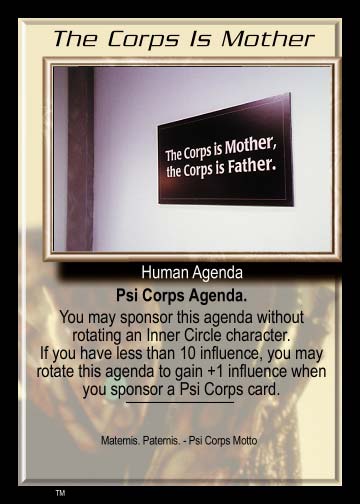 The Corps Is Mother
The Corps is Mother,
the Corps is Father.
Human Agenda
Psi Corps Agenda.
You may sponsor this agenda without
rotating an Inner Circle character.
If you have less than 10 influence, you may
rotate this agenda to gain +1 influence when
you sponsor a Psi Corps card.
Maternis. Paternis. - Psi Corps Motto
TM